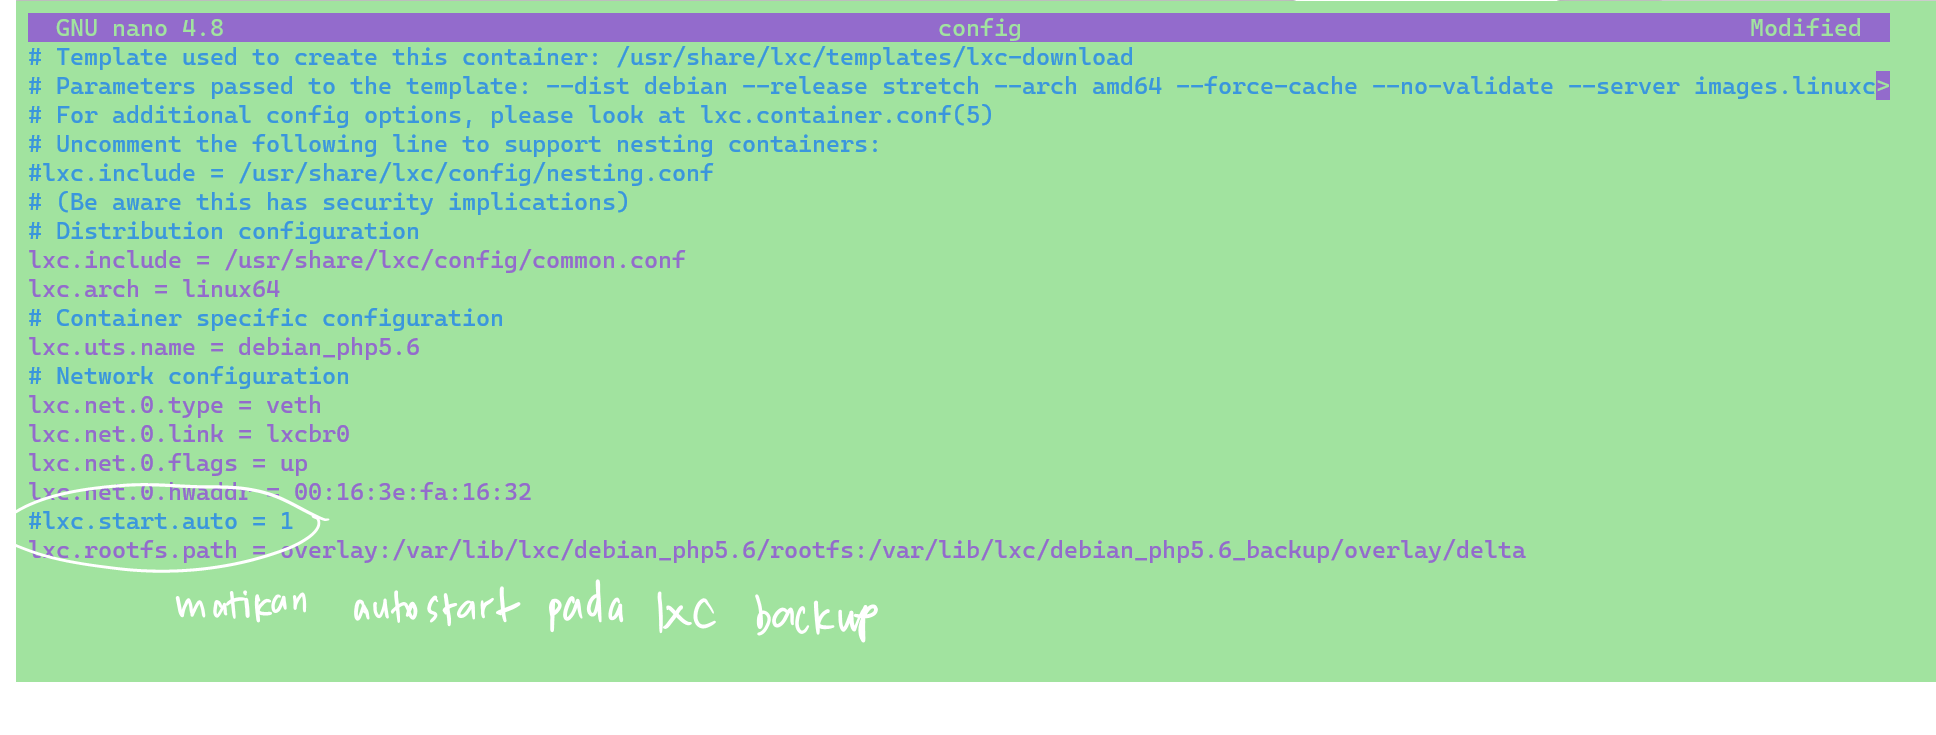 GNU nano 4.8 config Modified
# Template used to create this container: /usr/share/lxc/templates/lxc-download
# Parameters passed to the template: --dist debian --release stretch --arch amd64 --force-cache --no-validate --server images.linuxc>
# For additional config options, please look at lxc.container.conf(5)
# Uncomment the following line to support nesting containers:
#lxc.include = /usr/share/lxc/config/nesting.conf
# (Be aware this has security implications)
# Distribution configuration
lxc.include = /usr/share/lxc/config/common.conf
lxc.arch = linux64
# Container specific configuration
lxc.uts.name = debian_php5.6
# Network configuration
lxc.net.0.type = veth
lxc.net.0.link = lxcbr0
lxc.net.0.flags = up
lxc.net.0.hwaddr = 00:16:3e:fa:16:32
#lxc.start.auto = 1
lxc.rootfs.path = overlay:/var/lib/lxc/debian_php5.6/rootfs:/var/lib/lxc/debian_php5.6_backup/overlay/delta
matikan autostart pada lxc backup